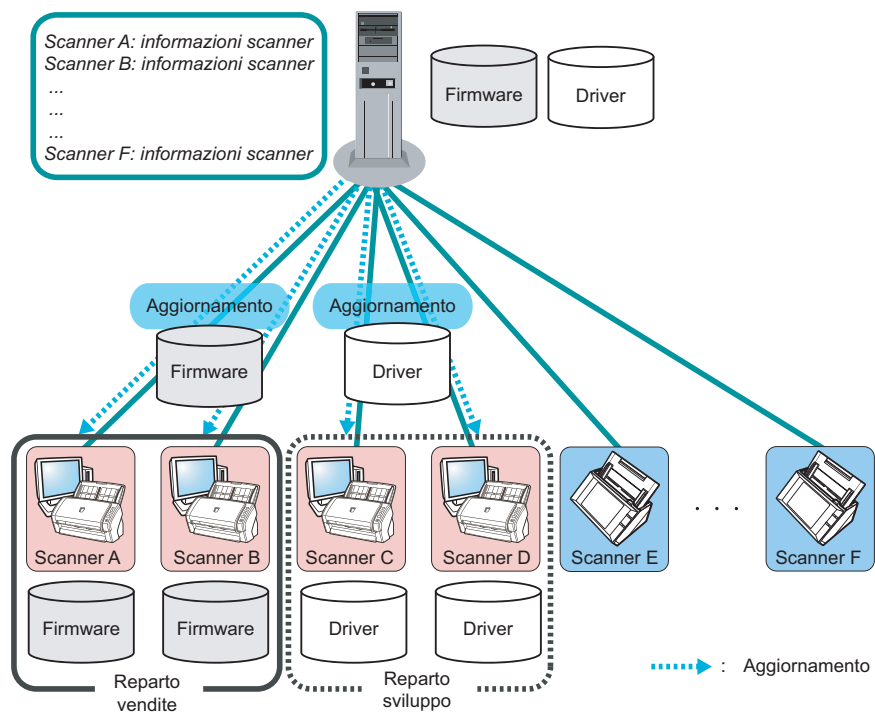 Scanner A: informazioni scanner
Scanner B: informazioni scanner
...
...
...
Scanner F: informazioni scanner
Firmware
Driver
Aggiornamento
Aggiornamento
Firmware
Driver
Scanner A
Scanner B
Scanner C
Scanner D
Scanner E
. . .
Scanner F
Firmware
Firmware
Driver
Driver
: Aggiornamento
Reparto
vendite
Reparto
sviluppo